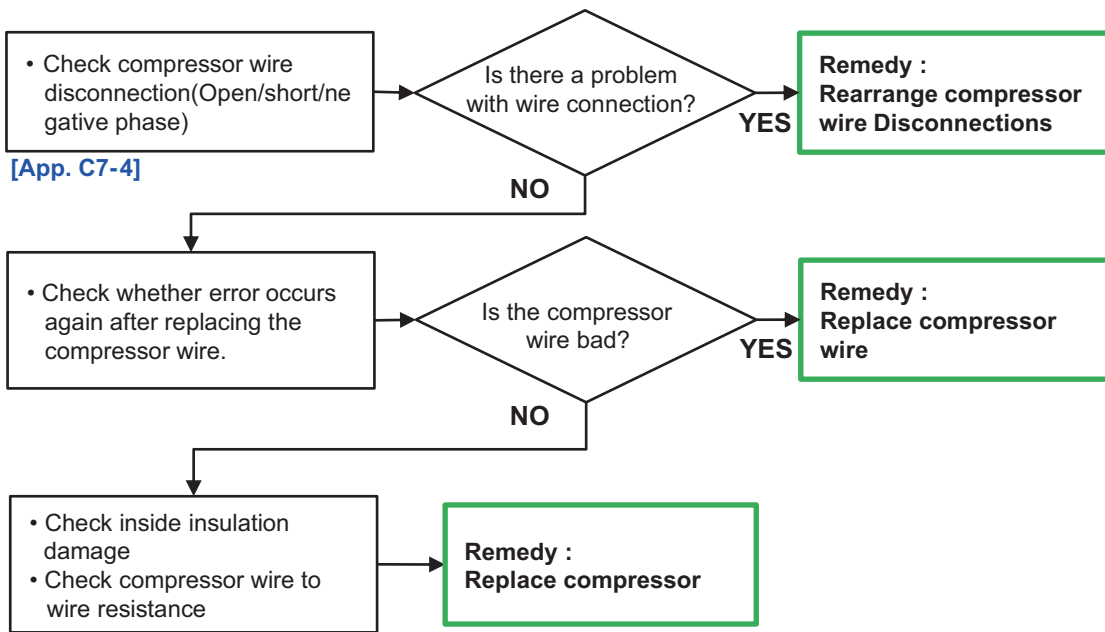 • Check compressor wire
disconnection(Open/short/ne
gative phase)
[App. C7-4]
Is there a problem
with wire connection?
YES
NO
Remedy :
Rearrange compressor
wire Disconnections
• Check whether error occurs
again after replacing the
compressor wire.
Is the compressor
wire bad?
YES
NO
Remedy :
Replace compressor
wire
• Check inside insulation
damage
• Check compressor wire to
wire resistance
Remedy :
Replace compressor